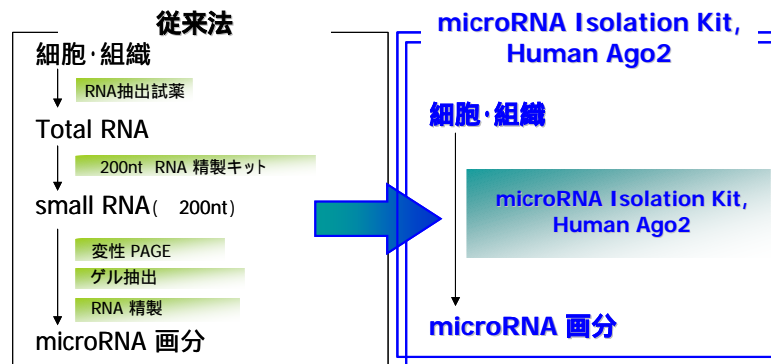 従来法
細胞・組織
RNA抽出試薬
Total RNA
200nt RNA 精製キット
small RNA( 200nt)
変性 PAGE
ゲル抽出
RNA 精製
microRNA 画分
microRNA Isolation Kit,
Human Ago2
細胞・組織
microRNA Isolation Kit,
Human Ago2
microRNA 画分